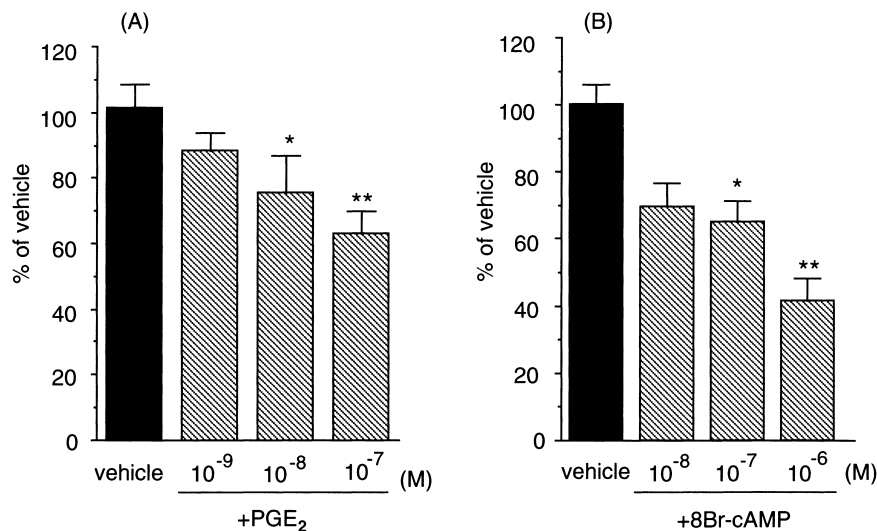 (A)
120
100
80
60
40
20
0
% of vehicle
*
**
vehicle 10⁻⁹ 10⁻⁸ 10⁻⁷ (M)
+PGE₂
(B)
120
100
80
60
40
20
0
% of vehicle
*
**
vehicle 10⁻⁸ 10⁻⁷ 10⁻⁶ (M)
+8Br-cAMP